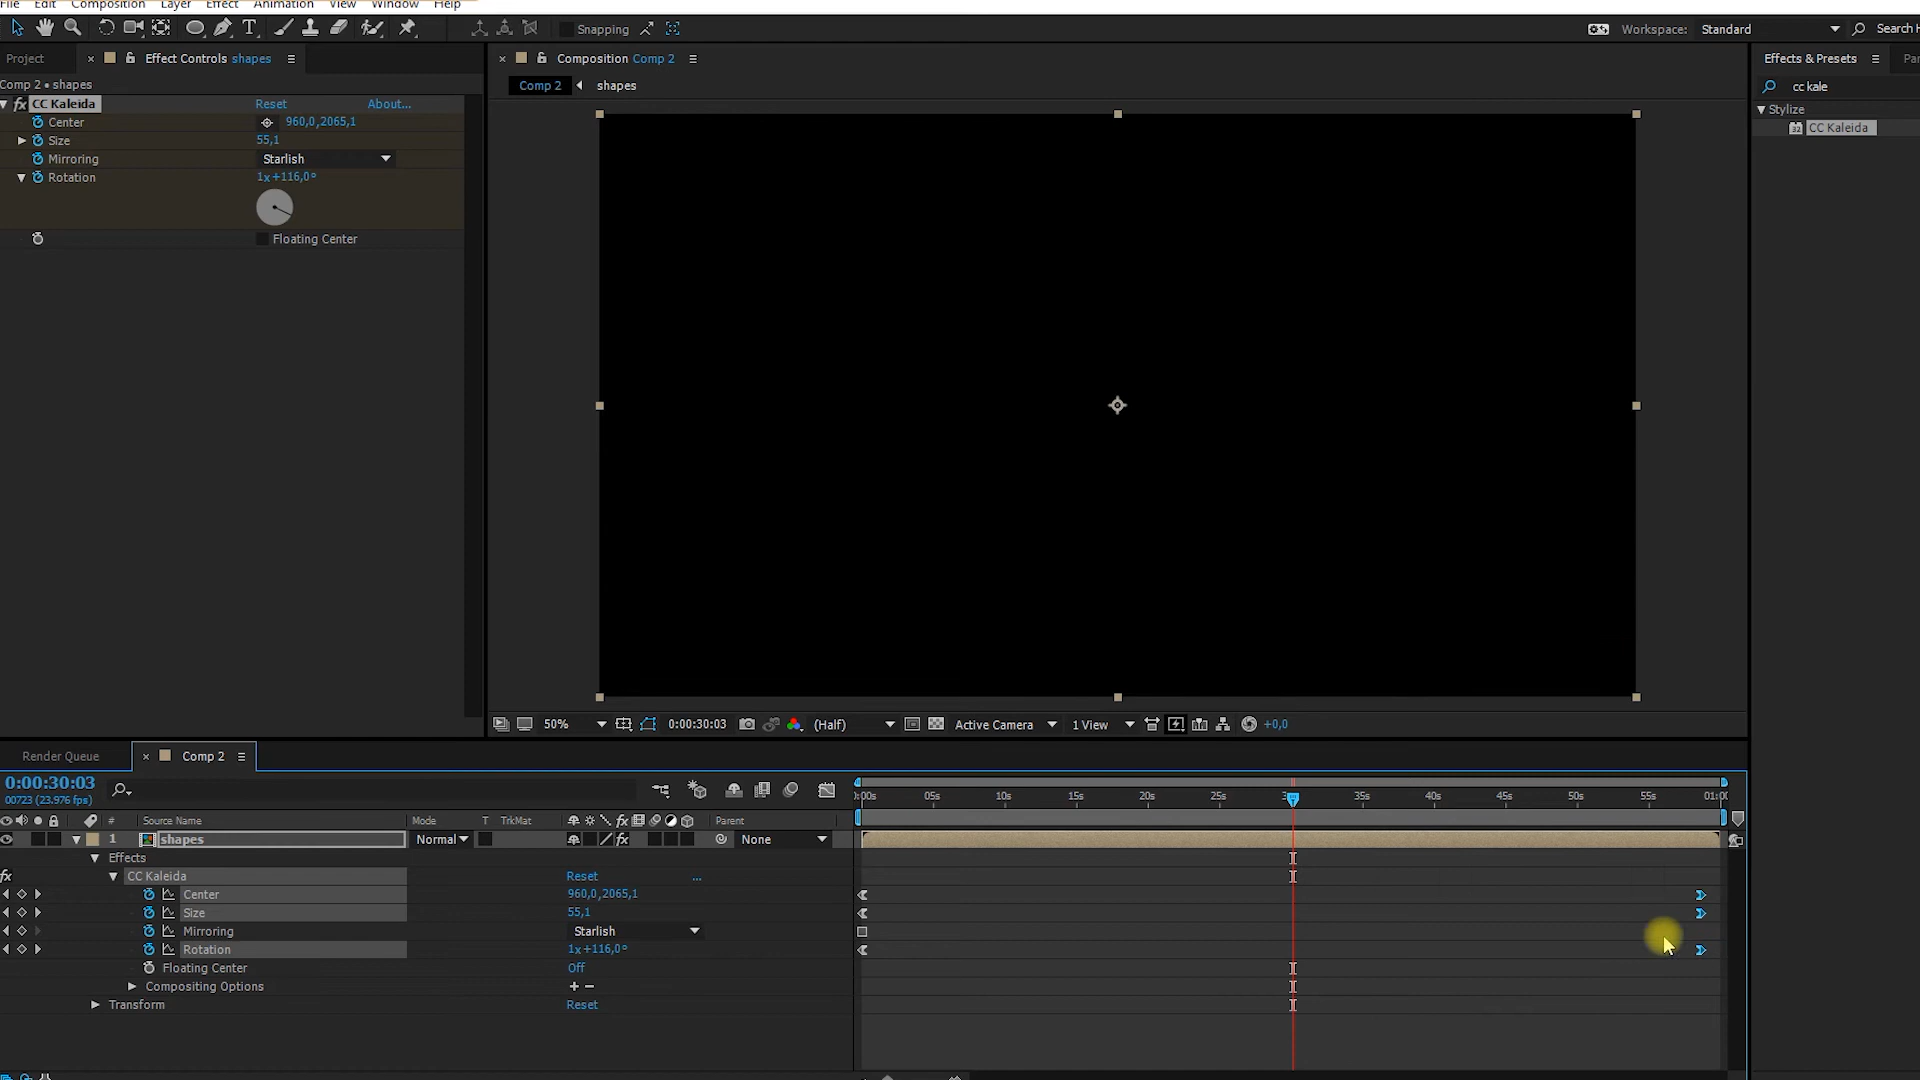 File Edit Composition Layer Effect Animation View Window Help
Snapping
Workspace: Standard
Search H
Project
Effect Controls shapes
Composition Comp 2
Effects & Presets
Comp 2 • shapes
Comp 2
shapes
cc kale
fx CC Kaleida Reset About...
Stylize
Center 960,0,2065,1
CC Kaleida
Size 55,1
Mirroring Starlish
Rotation 1x+116,0°
Floating Center
50% 0:00:30:03 (Half) Active Camera 1 View +0,0
Render Queue Comp 2
0:00:30:03
00723 (23.976 fps)
:00s 05s 10s 15s 20s 25s 35s 40s 45s 50s 55s 01:00
# Source Name Mode T TrkMat Parent
1 shapes Normal None
Effects
fx CC Kaleida Reset ...
Center 960,0,2065,1
Size 55,1
Mirroring Starlish
Rotation 1x+116,0°
Floating Center Off
Compositing Options + −
Transform Reset